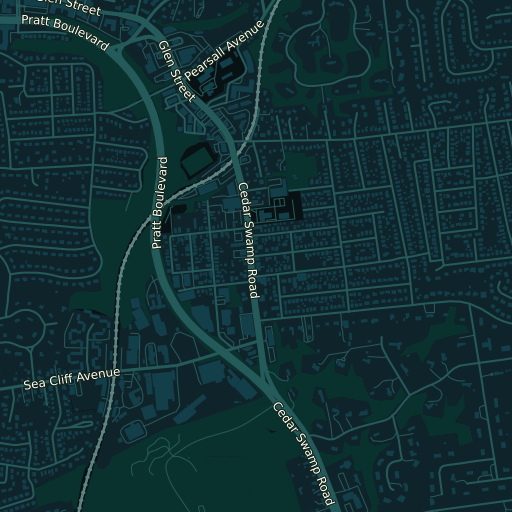 Glen Street
Pratt Boulevard
Glen Street
Pearsall Avenue
Pratt Boulevard
Cedar Swamp Road
Sea Cliff Avenue
Cedar Swamp Road